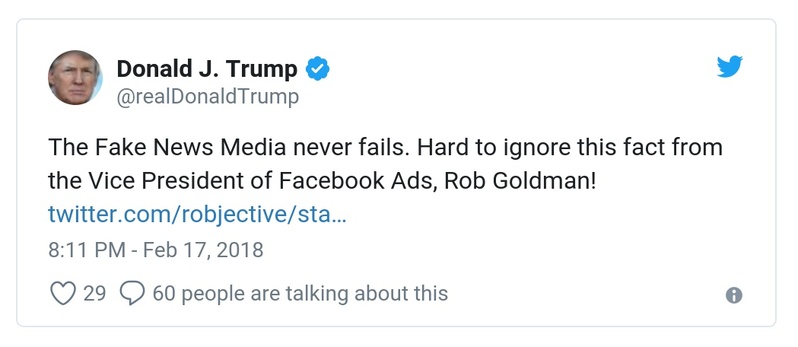 Donald J. Trump
@realDonaldTrump
The Fake News Media never fails. Hard to ignore this fact from
the Vice President of Facebook Ads, Rob Goldman!
twitter.com/robjective/sta…
8:11 PM - Feb 17, 2018
29 60 people are talking about this